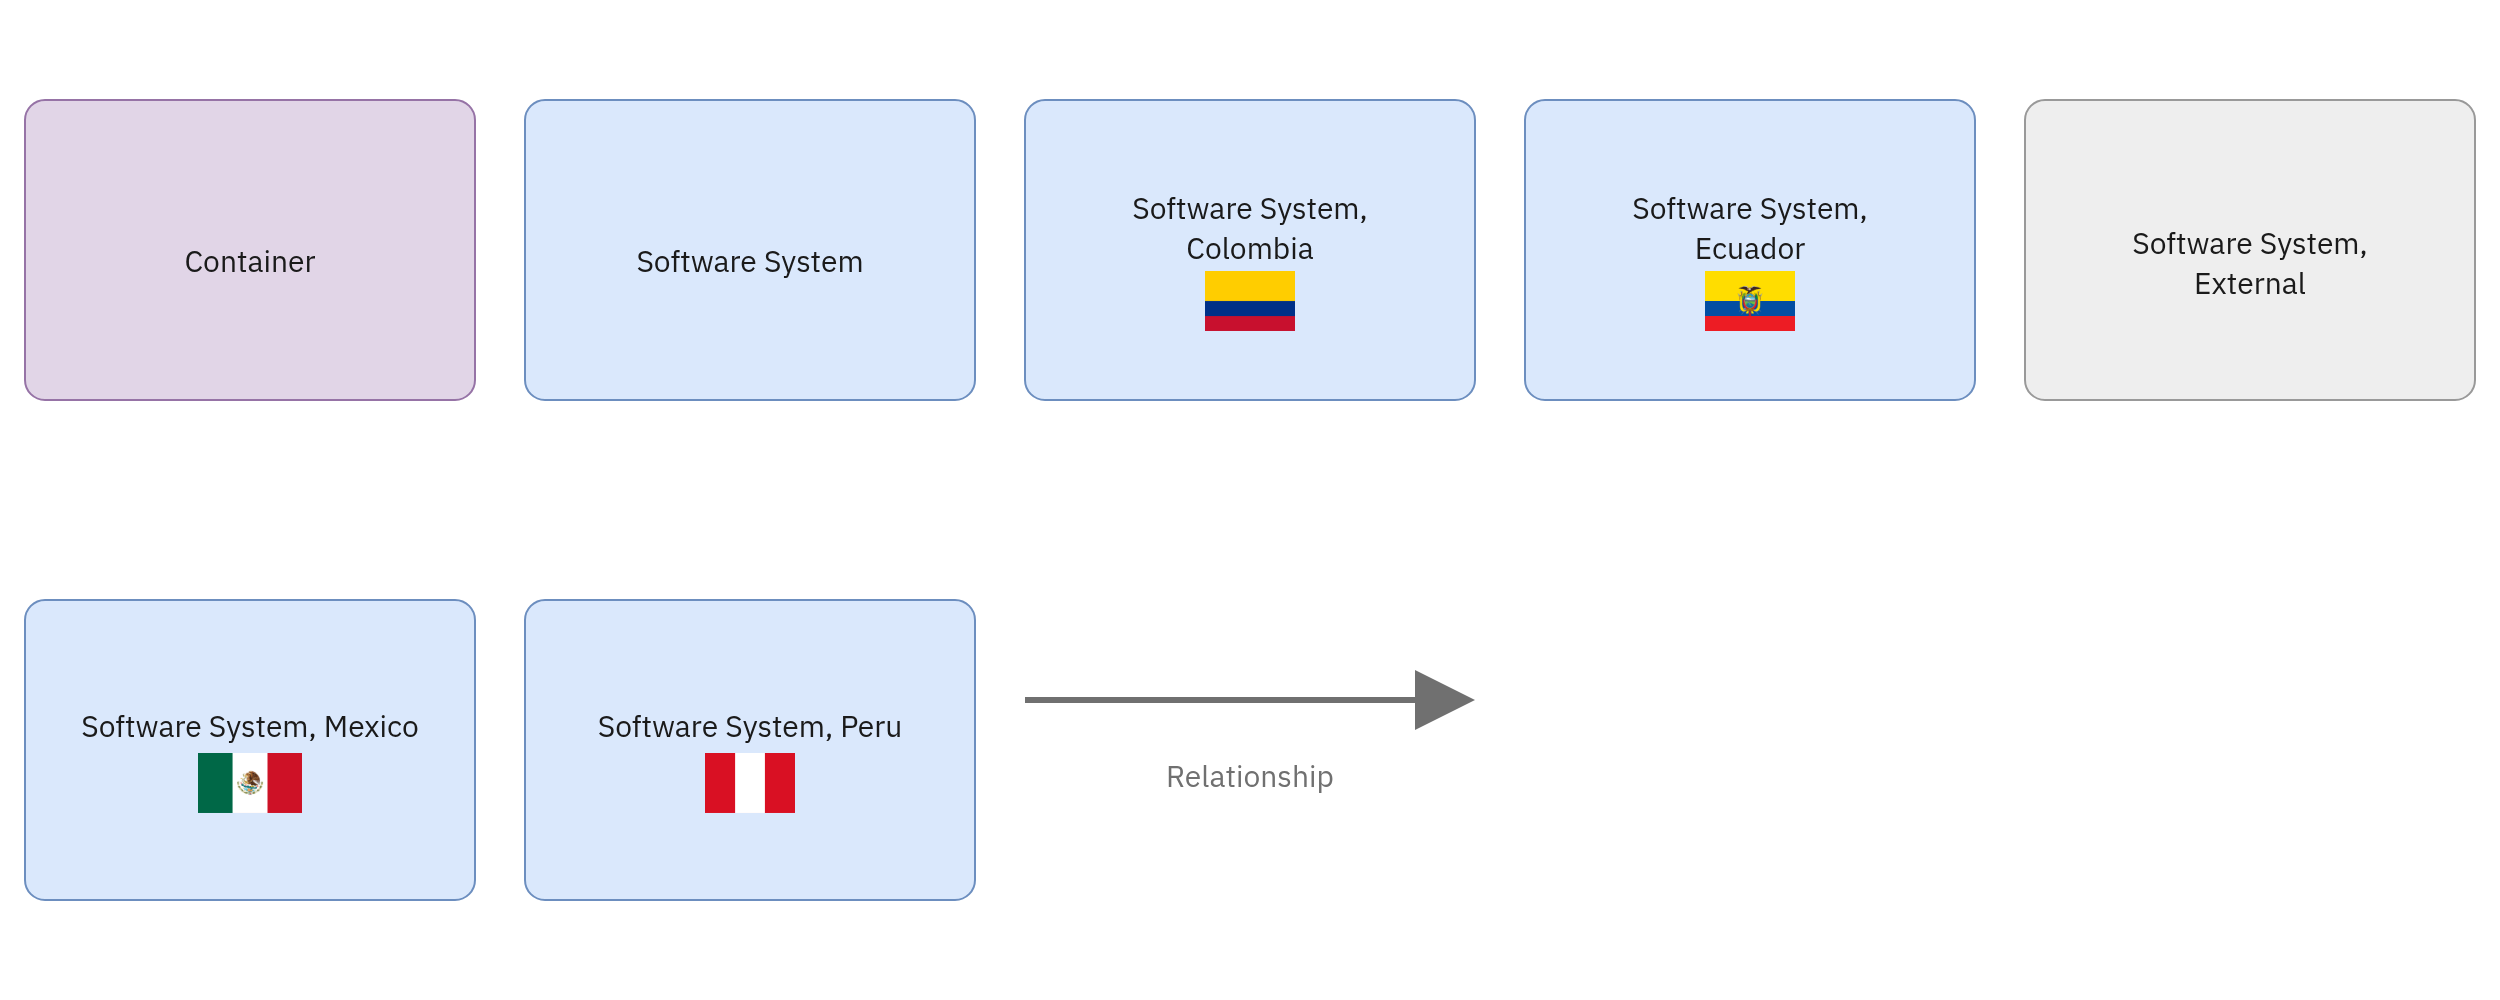 Container
Software System
Software System,
Colombia
Software System,
Ecuador
Software System,
External
Software System, Mexico
Software System, Peru
Relationship